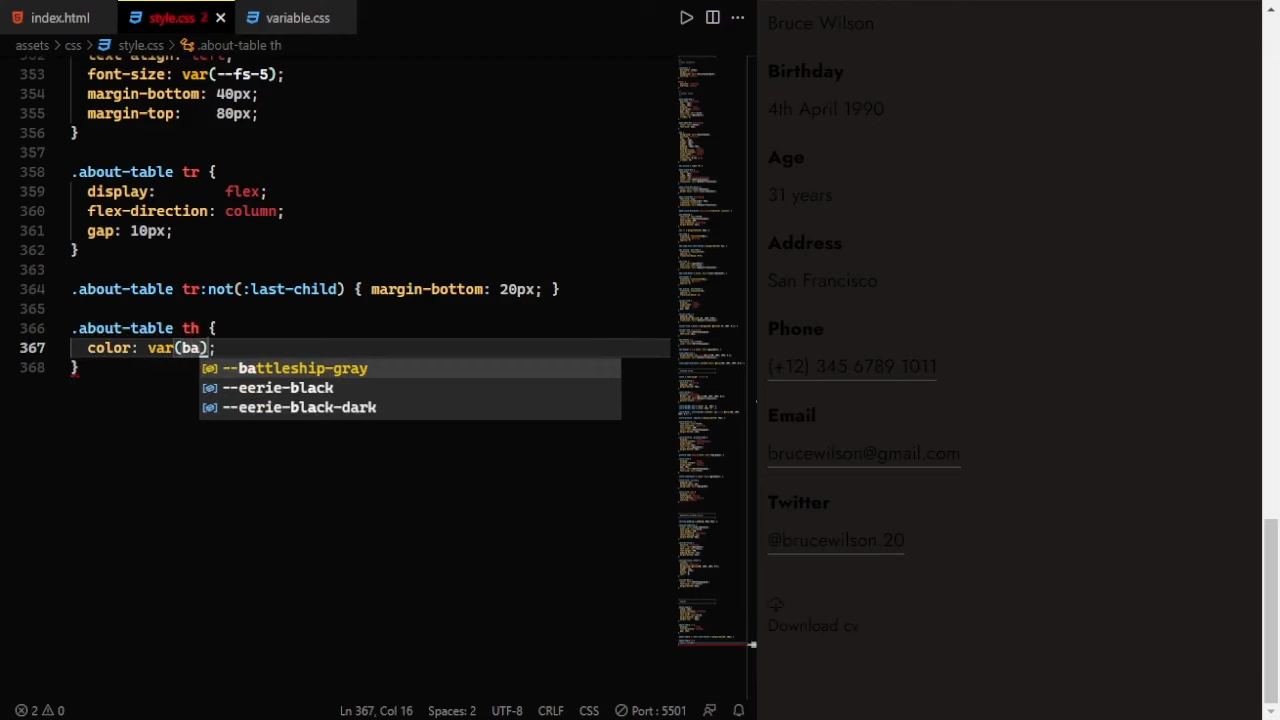 index.html
style.css 2
variable.css
assets > css > style.css > .about-table th
352 text-align: left;
353 font-size: var(--fs-5);
354 margin-bottom: 40px;
355 margin-top: 80px;
356 }
357
358 .about-table tr {
359 display: flex;
360 flex-direction: column;
361 gap: 10px;
362 }
363
364 .about-table tr:not(:last-child) { margin-bottom: 20px; }
365
366 .about-table th {
367 color: var(ba);
--battleship-gray
368 }
--eerie-black
--eerie-black-dark
Bruce Wilson
Birthday
4th April 1990
Age
31 years
Address
San Francisco
Phone
(+12) 345 6789 1011
Email
brucewilson@gmail.com
Twitter
@brucewilson.20
Download cv
2 0
Ln 367, Col 16 Spaces: 2 UTF-8 CRLF CSS Port : 5501